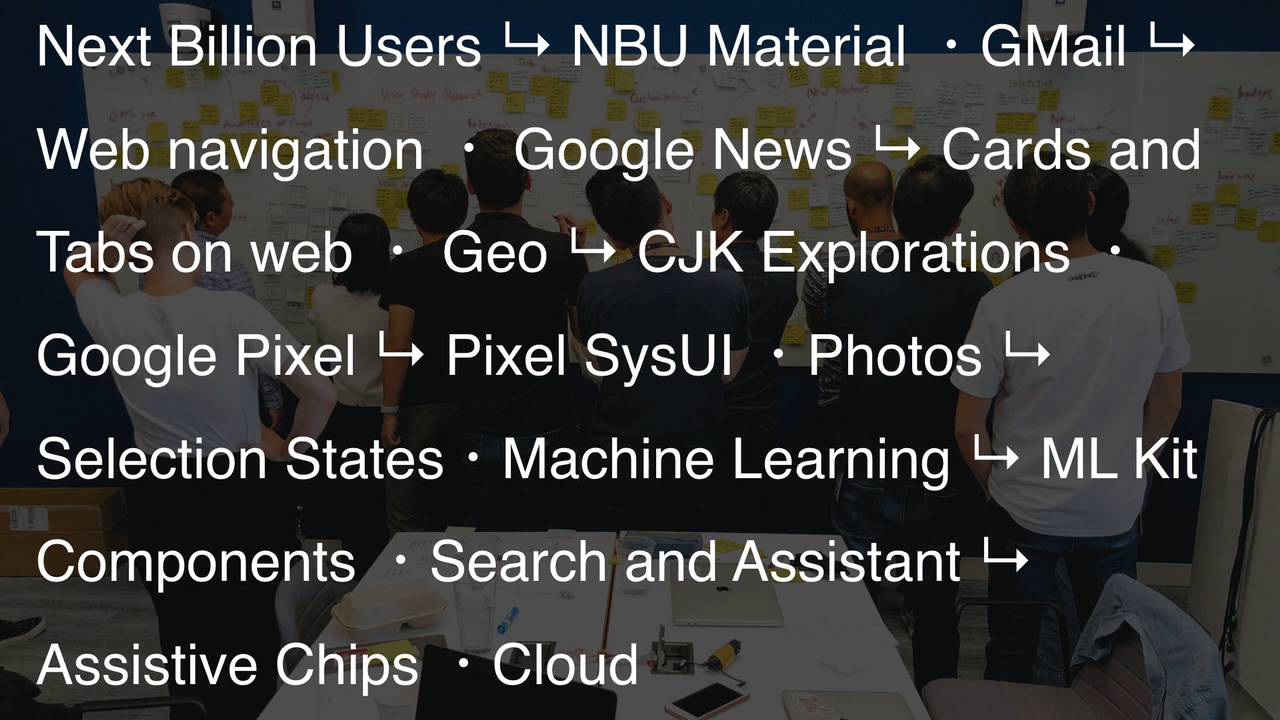 Next Billion Users ↳ NBU Material · GMail ↳
Web navigation · Google News ↳ Cards and
Tabs on web · Geo ↳ CJK Explorations ·
Google Pixel ↳ Pixel SysUI · Photos ↳
Selection States · Machine Learning ↳ ML Kit
Components · Search and Assistant ↳
Assistive Chips · Cloud